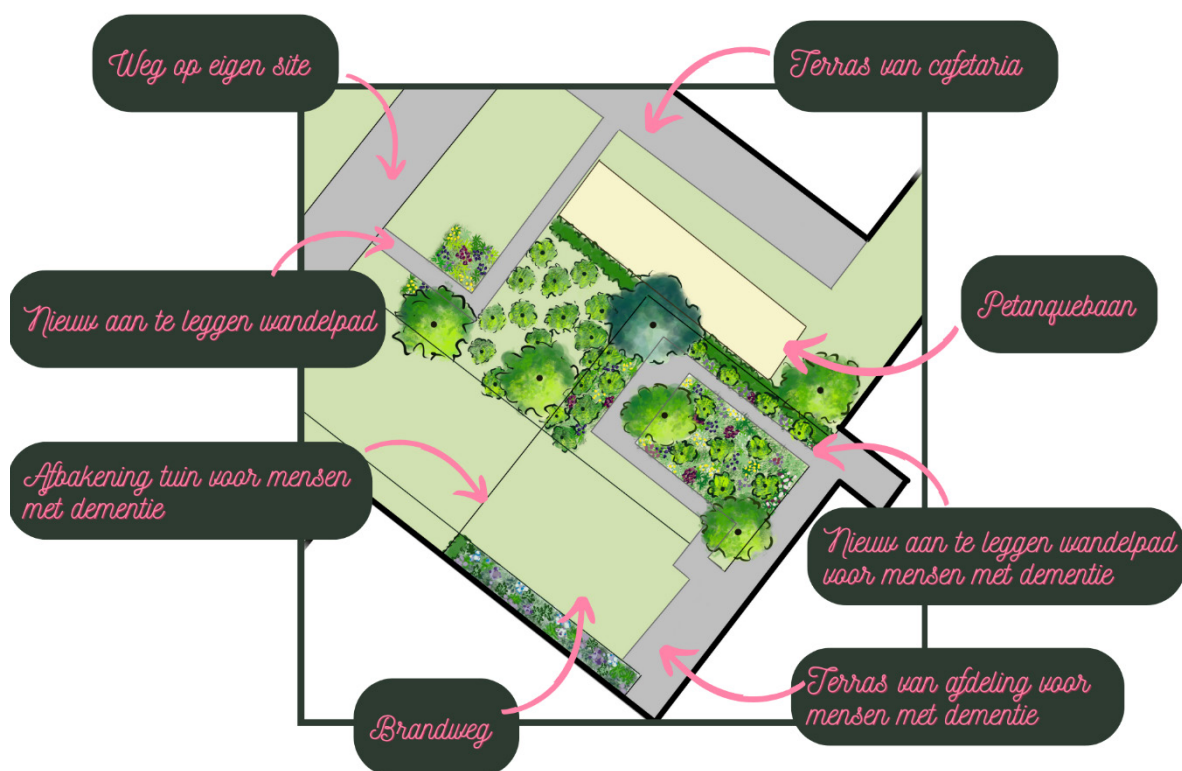 Weg op eigen site
Terras van cafetaria
Nieuw aan te leggen wandelpad
Petanquebaan
Afbakening tuin voor mensen
met dementie
Nieuw aan te leggen wandelpad
voor mensen met dementie
Terras van afdeling voor
mensen met dementie
Brandweg